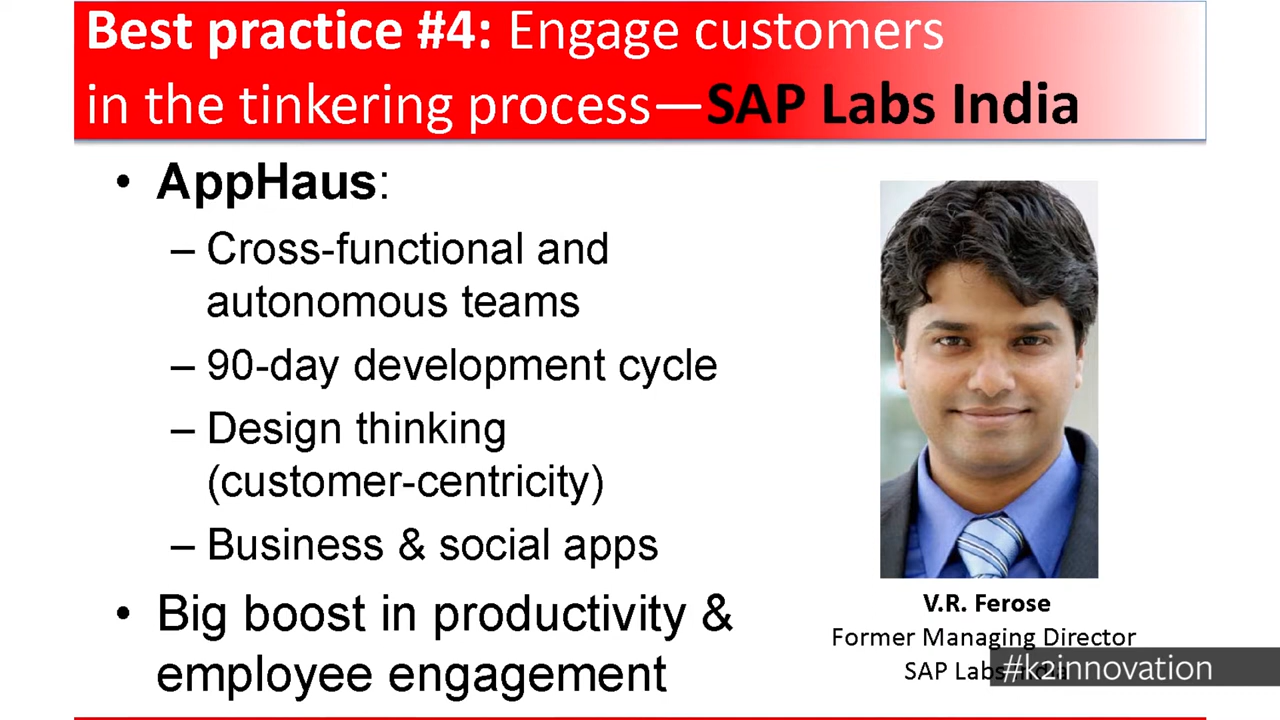 Best practice #4: Engage customers
in the tinkering process—SAP Labs India
• AppHaus:
– Cross-functional and
autonomous teams
– 90-day development cycle
– Design thinking
(customer-centricity)
– Business & social apps
• Big boost in productivity &
employee engagement
V.R. Ferose
Former Managing Director
SAP Labs
#k2innovation